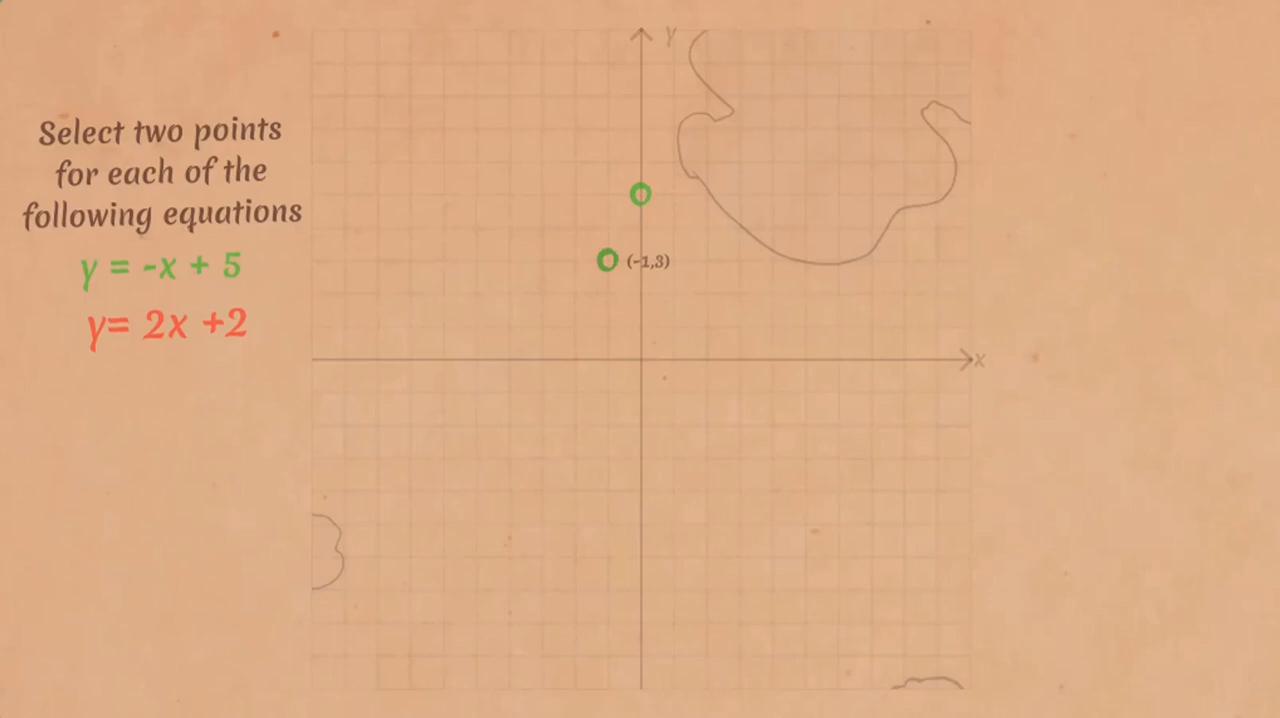 Select two points
for each of the
following equations
y = -x + 5
y= 2x +2
Y
(-1,3)
x